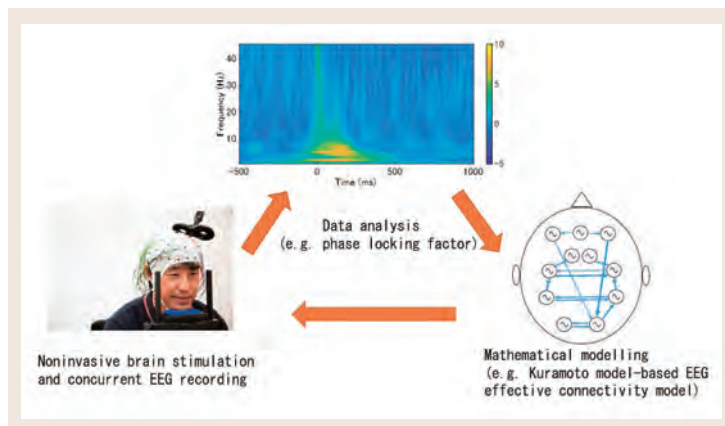 Frequency (Hz)
40
30
20
10
-500
0
500
1000
Time (ms)
10
5
0
-5
Data analysis
(e.g. phase locking factor)
Noninvasive brain stimulation
and concurrent EEG recording
Mathematical modelling
(e.g. Kuramoto model-based EEG
effective connectivity model)